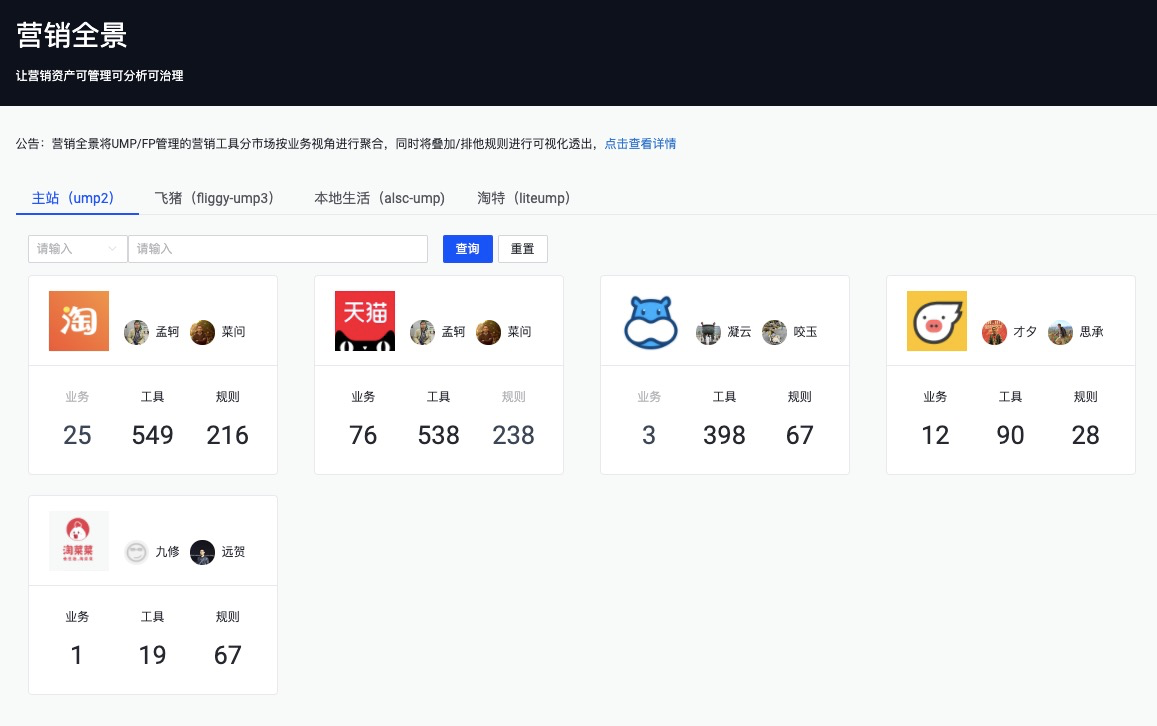 营销全景
让营销资产可管理可分析可治理
公告：营销全景将UMP/FP管理的营销工具分市场按业务视角进行聚合，同时将叠加/排他规则进行可视化透出，点击查看详情
主站（ump2） 飞猪（fliggy-ump3） 本地生活（alsc-ump) 淘特（liteump）
请输入 请输入 查询 重置
淘 孟轲 菜问
天猫 孟轲 菜问
凝云 咬玉
才夕 思承
业务 工具 规则
25 549 216
业务 工具 规则
76 538 238
业务 工具 规则
3 398 67
业务 工具 规则
12 90 28
淘菜菜 九修 远贺
业务 工具 规则
1 19 67